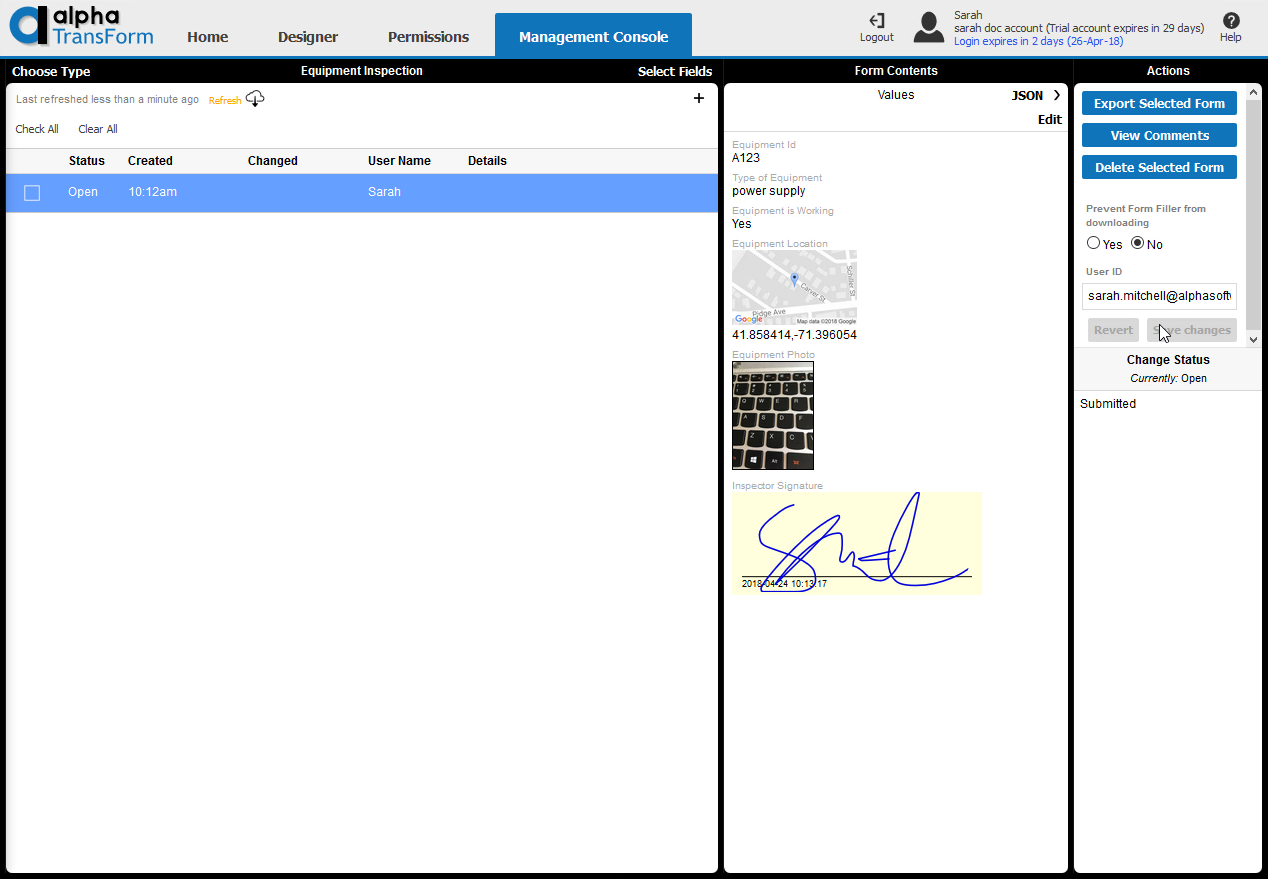 alpha
TransForm
Home
Designer
Permissions
Management Console
Logout
Sarah
sarah doc account (Trial account expires in 29 days)
Login expires in 2 days (26-Apr-18)
Help
Choose Type
Equipment Inspection
Select Fields
Last refreshed less than a minute ago
Refresh
+
Check All
Clear All
Status
Created
Changed
User Name
Details
Open
10:12am
Sarah
Form Contents
Values
JSON
Edit
Equipment Id
A123
Type of Equipment
power supply
Equipment is Working
Yes
Equipment Location
Schiller St
Carver St
Pidge Ave
Google
Map data ©2018 Google
41.858414,-71.396054
Equipment Photo
Q W E R
A S D F
Z X C V
Alt
Inspector Signature
2018-04-24 10:13:17
Actions
Export Selected Form
View Comments
Delete Selected Form
Prevent Form Filler from
downloading
Yes
No
User ID
sarah.mitchell@alphasoft
Revert
Save changes
Change Status
Currently: Open
Submitted